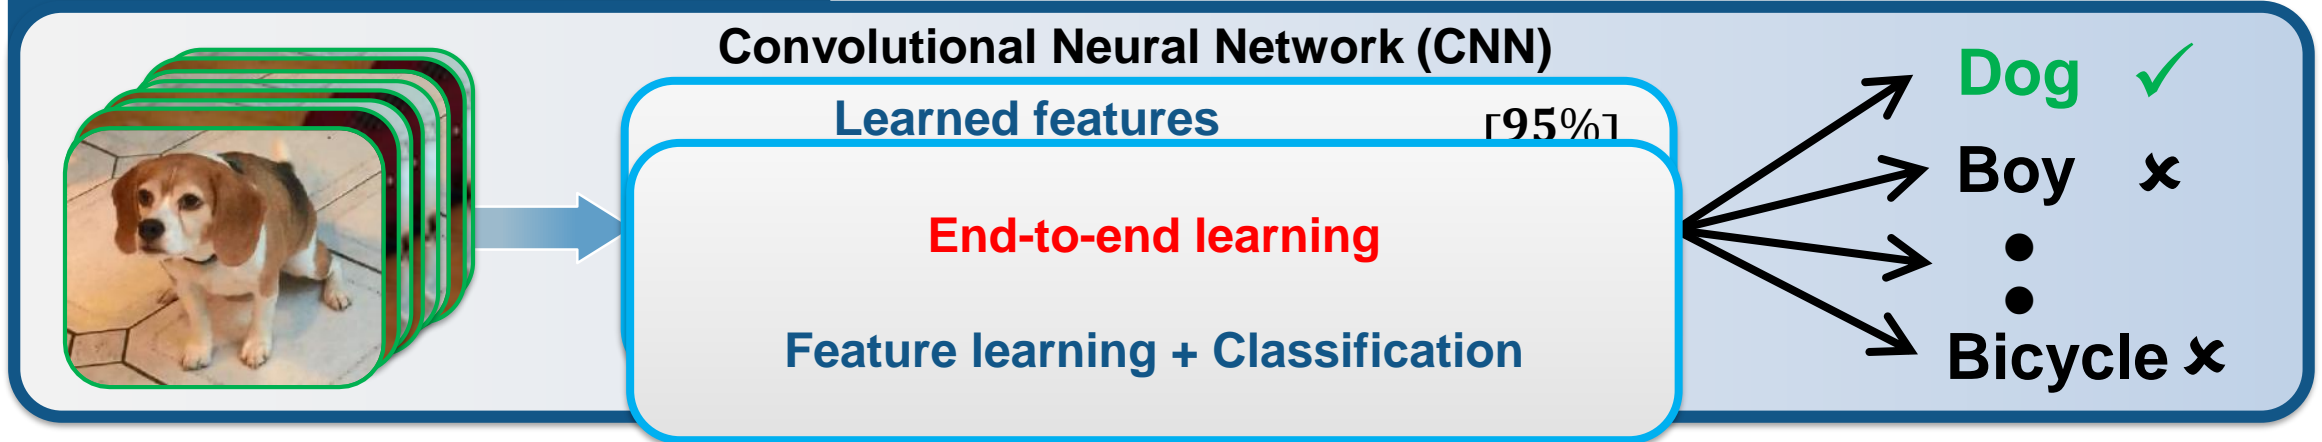 Convolutional Neural Network (CNN)
Learned features
[95%]
End-to-end learning
Feature learning + Classification
Dog ✓
Boy ✘
Bicycle ✘